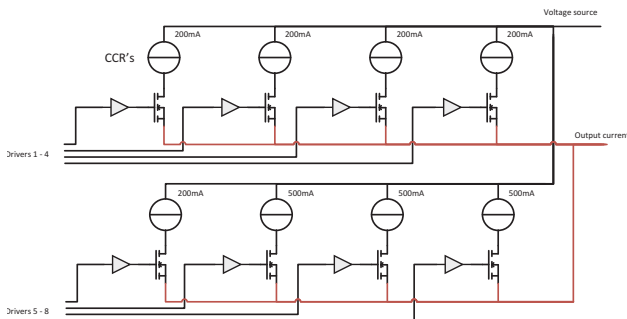 Voltage source
200mA
200mA
200mA
200mA
CCR's
Output current
Drivers 1 - 4
200mA
500mA
500mA
500mA
Drivers 5 - 8